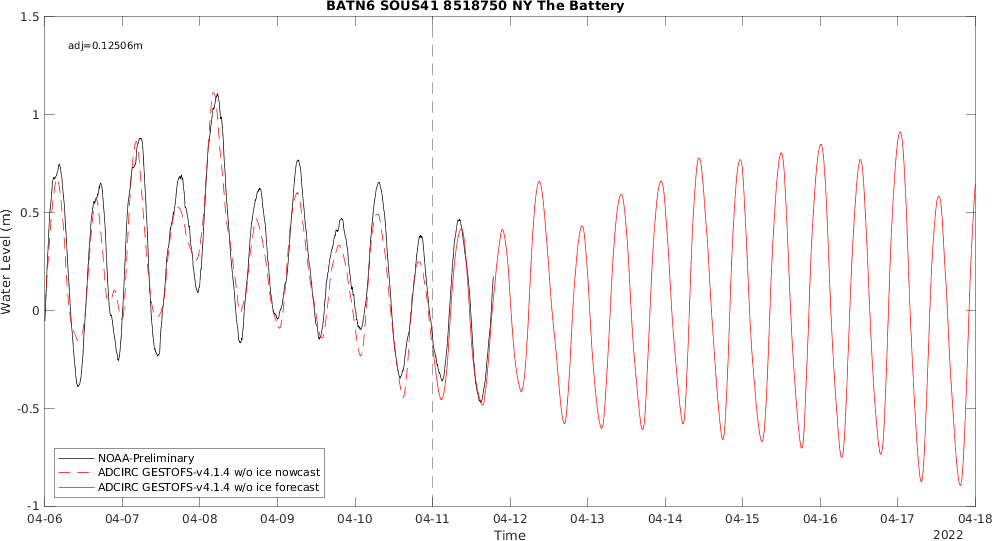 BATN6 SOUS41 8518750 NY The Battery
adj=0.12506m
Water Level (m)
1.5
1
0.5
0
-0.5
-1
NOAA-Preliminary
ADCIRC GESTOFS-v4.1.4 w/o ice nowcast
ADCIRC GESTOFS-v4.1.4 w/o ice forecast
04-06 04-07 04-08 04-09 04-10 04-11 04-12 04-13 04-14 04-15 04-16 04-17 04-18
Time
2022